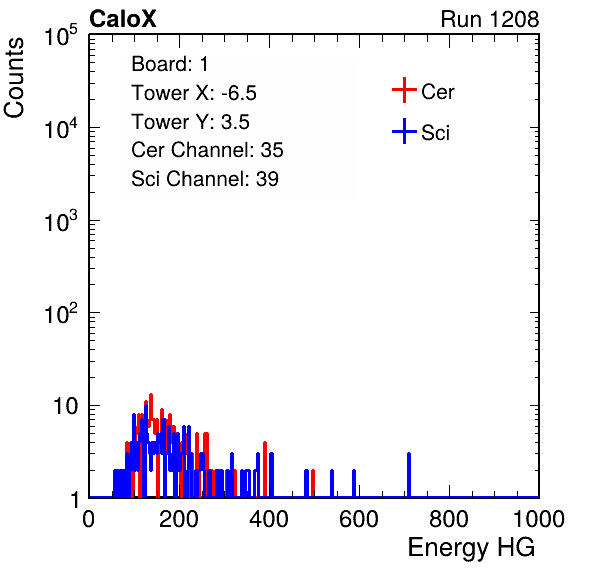 CaloX Run 1208
Counts
Board: 1
Tower X: -6.5
Tower Y: 3.5
Cer Channel: 35
Sci Channel: 39
Cer
Sci
10^5
10^4
10^3
10^2
10
1
0 200 400 600 800 1000
Energy HG